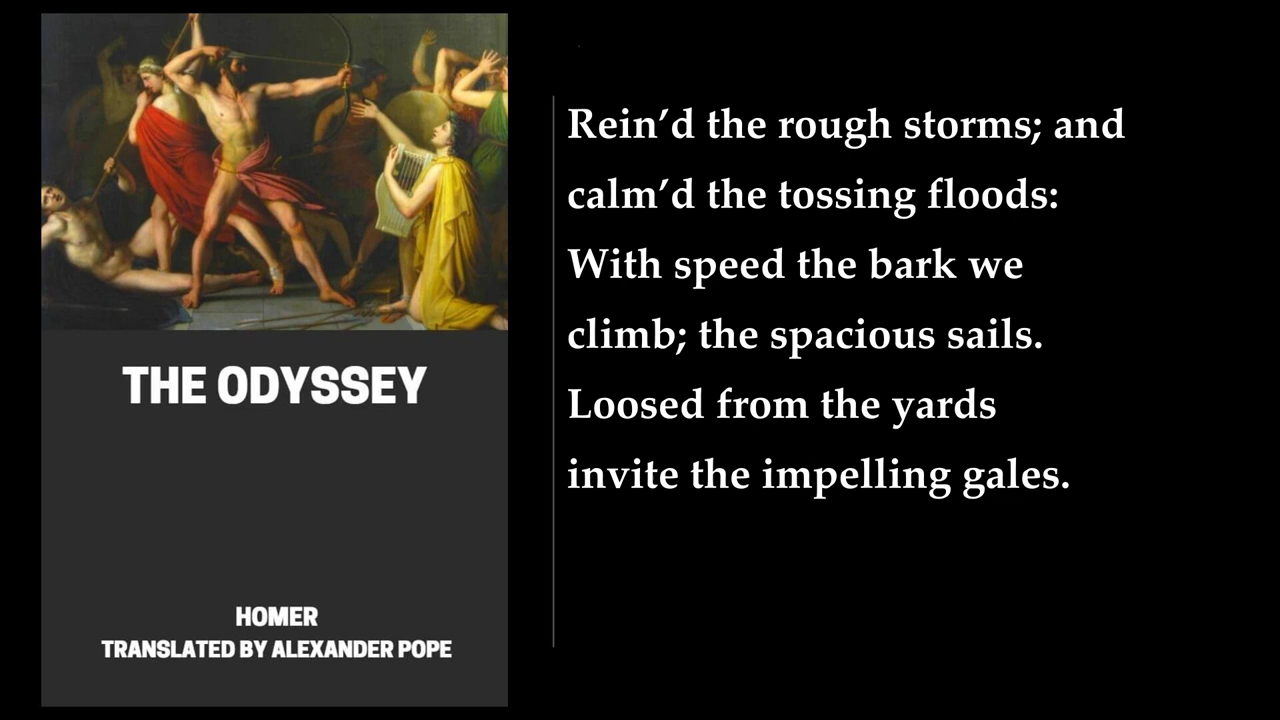 THE ODYSSEY
HOMER
TRANSLATED BY ALEXANDER POPE
Rein’d the rough storms; and
calm’d the tossing floods:
With speed the bark we
climb; the spacious sails.
Loosed from the yards
invite the impelling gales.